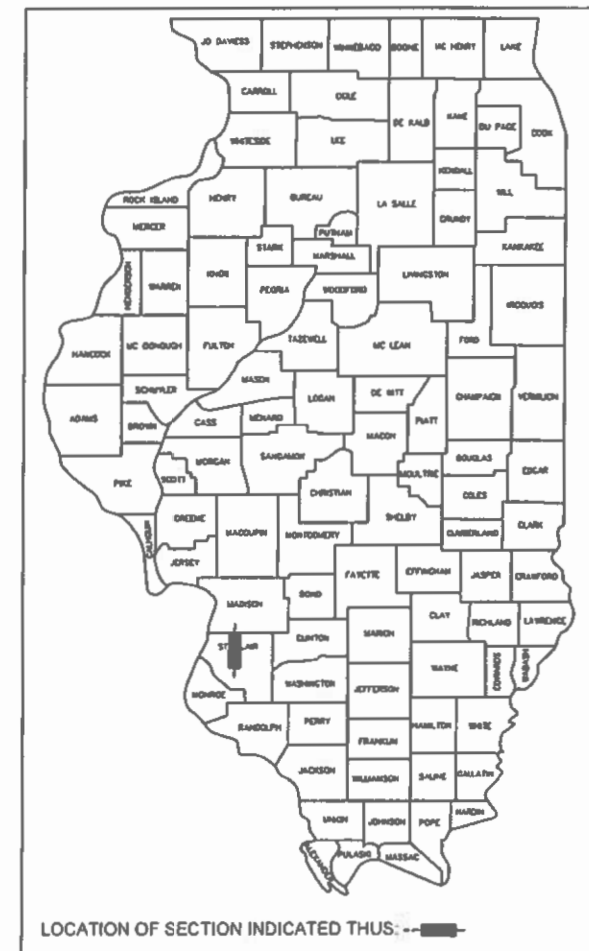 JO DAVIESS STEPHENSON WINNEBAGO BOONE MC HENRY LAKE
CARROLL OGLE DE KALB KANE DU PAGE COOK
WHITESIDE LEE KENDALL WILL
ROCK ISLAND HENRY BUREAU LA SALLE GRUNDY
MERCER PUTNAM KANKAKEE
STARK MARSHALL
HENDERSON WARREN KNOX PEORIA WOODFORD LIVINGSTON IROQUOIS
HANCOCK MC DONOUGH FULTON TAZEWELL MC LEAN FORD
SCHUYLER MASON LOGAN DE WITT CHAMPAIGN VERMILION
ADAMS BROWN CASS MENARD MACON PIATT
PIKE SCOTT MORGAN SANGAMON MOULTRIE DOUGLAS EDGAR
CHRISTIAN COLES
CALHOUN GREENE MACOUPIN MONTGOMERY SHELBY CUMBERLAND CLARK
JERSEY FAYETTE EFFINGHAM JASPER CRAWFORD
MADISON BOND CLAY RICHLAND LAWRENCE
ST CLAIR CLINTON MARION WAYNE EDWARDS WABASH
MONROE WASHINGTON JEFFERSON
RANDOLPH PERRY HAMILTON WHITE
FRANKLIN
JACKSON WILLIAMSON SALINE GALLATIN
UNION JOHNSON POPE HARDIN
ALEXANDER PULASKI MASSAC
LOCATION OF SECTION INDICATED THUS: